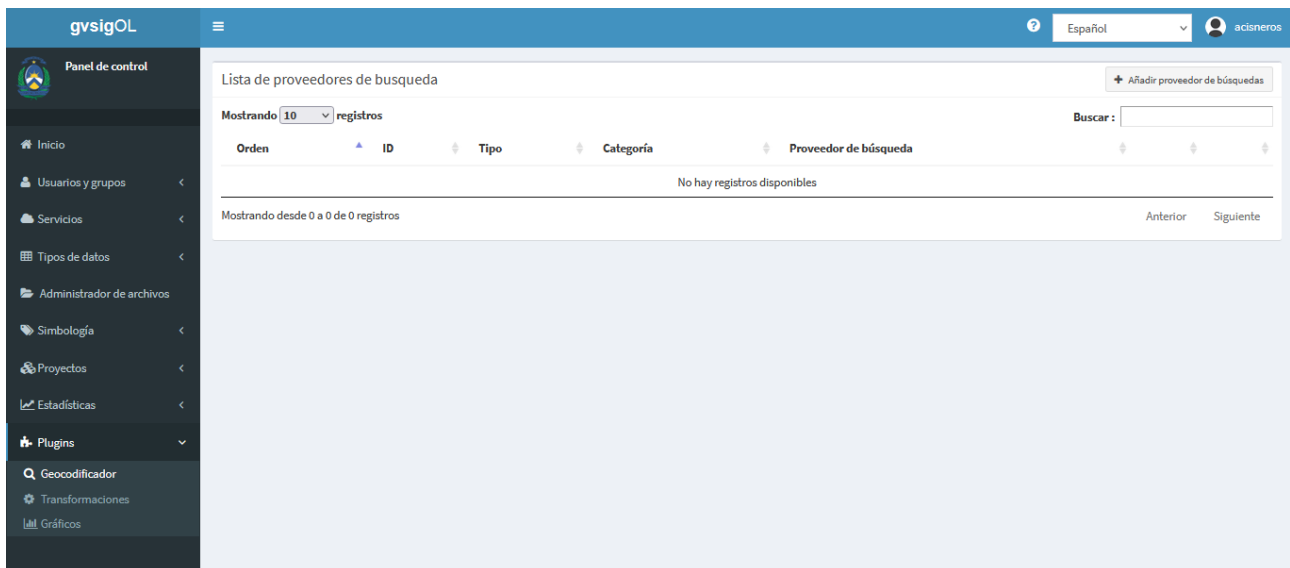 gvsigOL
Español
acisneros
Panel de control
Inicio
Usuarios y grupos
Servicios
Tipos de datos
Administrador de archivos
Simbología
Proyectos
Estadísticas
Plugins
Geocodificador
Transformaciones
Gráficos
Lista de proveedores de busqueda
Añadir proveedor de búsquedas
Mostrando 10 registros
Buscar :
Orden ID Tipo Categoría Proveedor de búsqueda
No hay registros disponibles
Mostrando desde 0 a 0 de 0 registros
Anterior Siguiente